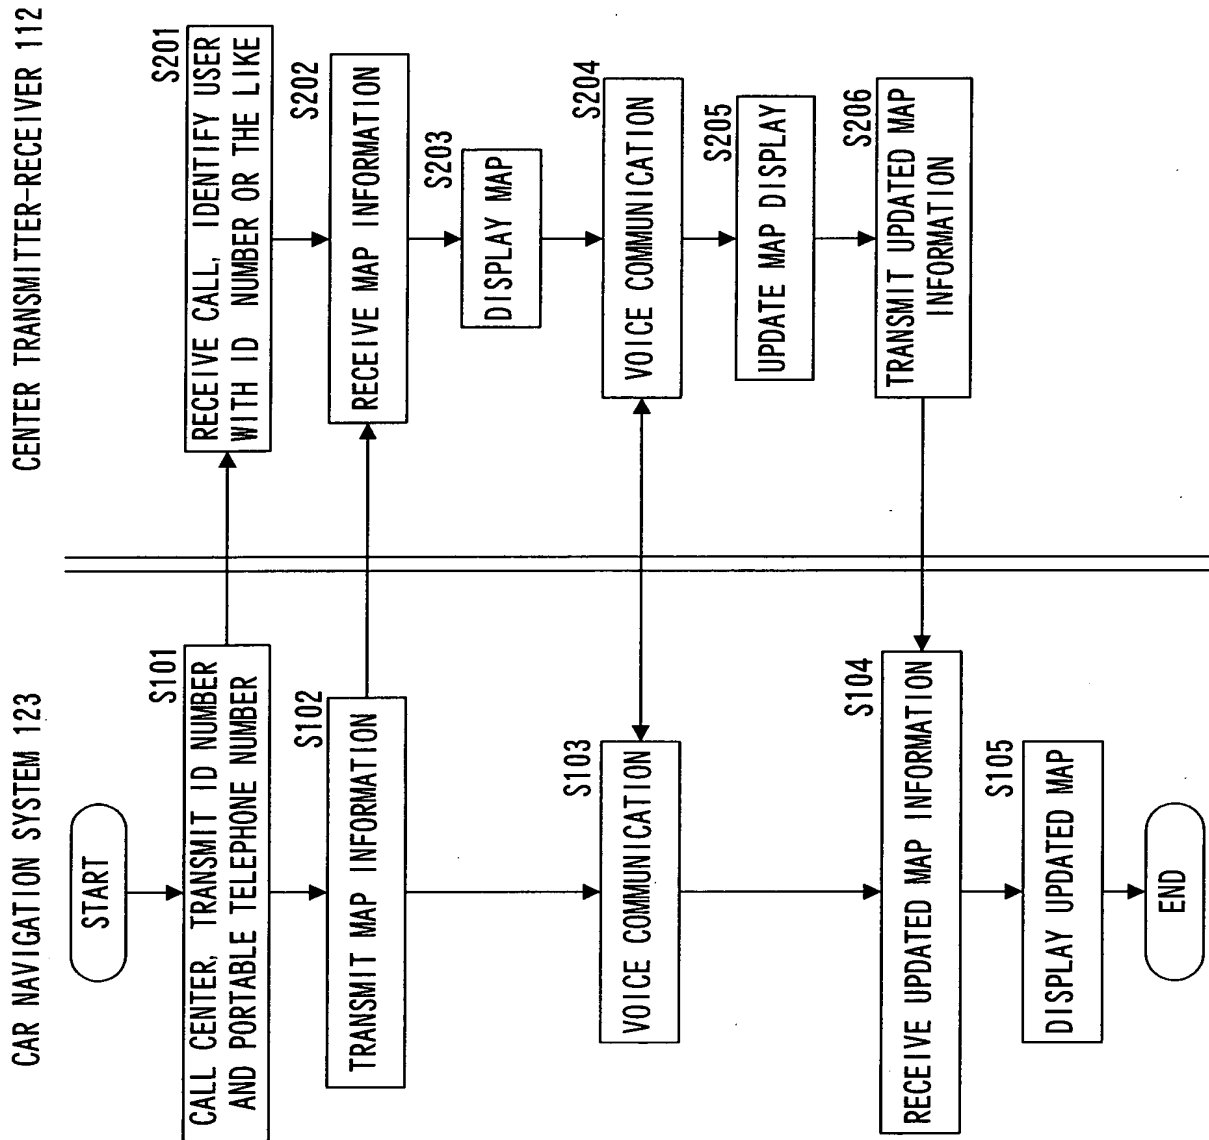 CAR NAVIGATION SYSTEM 123
START
S101
CALL CENTER, TRANSMIT ID NUMBER
AND PORTABLE TELEPHONE NUMBER
S102
TRANSMIT MAP INFORMATION
S103
VOICE COMMUNICATION
S104
RECEIVE UPDATED MAP INFORMATION
S105
DISPLAY UPDATED MAP
END
CENTER TRANSMITTER-RECEIVER 112
S201
RECEIVE CALL, IDENTIFY USER
WITH ID NUMBER OR THE LIKE
S202
RECEIVE MAP INFORMATION
S203
DISPLAY MAP
S204
VOICE COMMUNICATION
S205
UPDATE MAP DISPLAY
S206
TRANSMIT UPDATED MAP
INFORMATION